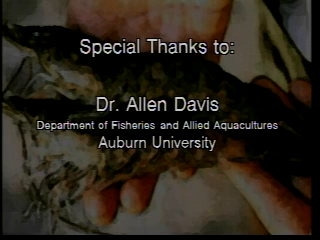 Special Thanks to:
Dr. Allen Davis
Department of Fisheries and Allied Aquacultures
Auburn University